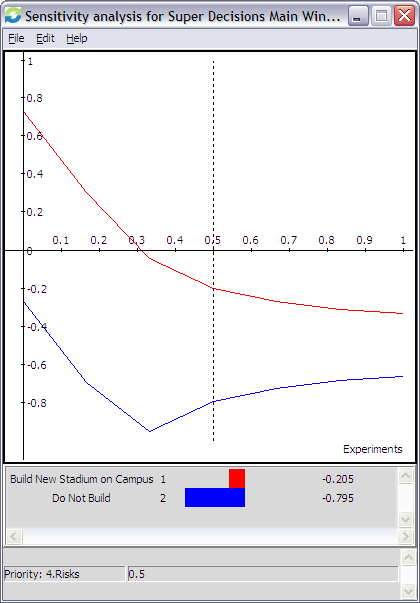 Sensitivity analysis for Super Decisions Main Win...
File Edit Help
1
0.8
0.6
0.4
0.2
0.1 0.2 0.3 0.4 0.5 0.6 0.7 0.8 0.9 1
0
-0.2
-0.4
-0.6
-0.8
Experiments
Build New Stadium on Campus 1 -0.205
Do Not Build 2 -0.795
Priority: 4.Risks 0.5